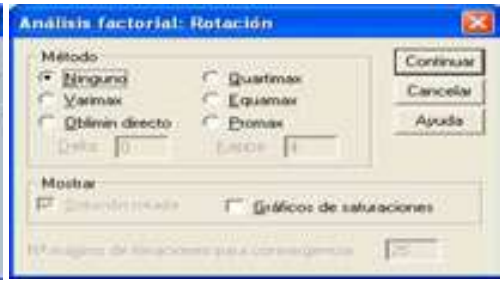 Análisis factorial: Rotación
Método
Ninguno
Quartimax
Varimax
Equamax
Oblimin directo
Promax
Delta: 0
Kappa: 4
Mostrar
Solución rotada
Gráficos de saturaciones
Nº máximo de iteraciones para convergencia: 25
Continuar
Cancelar
Ayuda